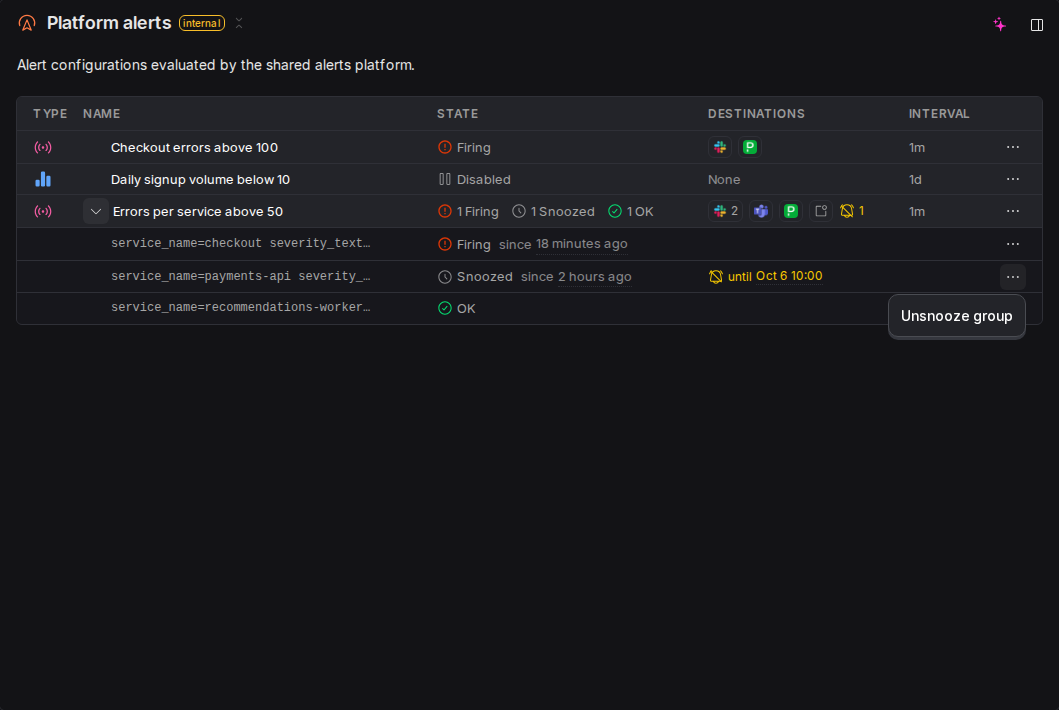 Platform alerts internal
Alert configurations evaluated by the shared alerts platform.
TYPE NAME STATE DESTINATIONS INTERVAL
Checkout errors above 100 Firing P 1m ...
Daily signup volume below 10 Disabled None 1d ...
Errors per service above 50 1 Firing 1 Snoozed 1 OK 2 P 1 1m ...
service_name=checkout severity_text… Firing since 18 minutes ago ...
service_name=payments-api severity_… Snoozed since 2 hours ago until Oct 6 10:00 ...
service_name=recommendations-worker… OK
Unsnooze group